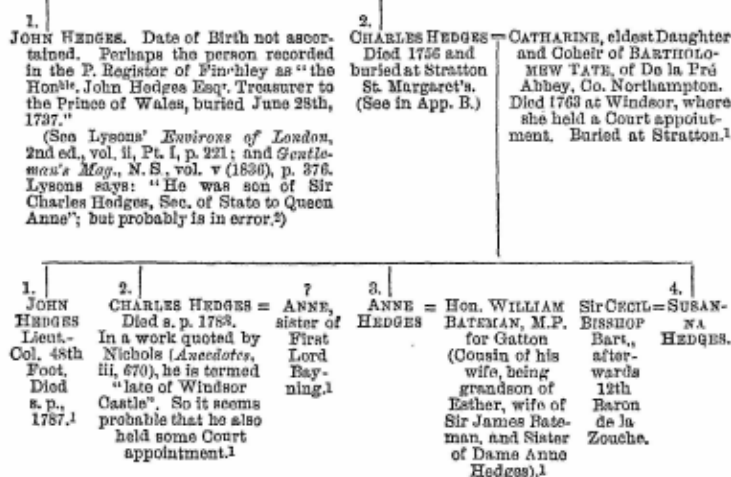 1.
JOHN HEDGES. Date of Birth not ascer-
tained. Perhaps the person recorded
in the P. Register of Finchley as "the
Honble. John Hedges Esqr. Treasurer to
the Prince of Wales, buried June 28th,
1737."
(See Lysons' Environs of London,
2nd ed., vol. ii, Pt. I, p. 221; and Gentle-
man's Mag., N. S., vol. v (1836), p. 376.
Lysons says: "He was son of Sir
Charles Hedges, Sec. of State to Queen
Anne"; but probably is in error.2)
2.
CHARLES HEDGES =
Died 1756 and
buried at Stratton
St. Margaret's.
(See in App. B.)
CATHARINE, eldest Daughter
and Coheir of BARTHOLO-
MEW TATE, of De la Pré
Abbey, Co. Northampton.
Died 1763 at Windsor, where
she held a Court appoint-
ment. Buried at Stratton.1
1.
JOHN
HEDGES
Lieut.-
Col. 48th
Foot,
Died
s. p.,
1787.1
2.
CHARLES HEDGES =
Died s. p. 1783.
In a work quoted by
Nichols (Anecdotes,
iii, 670), he is termed
"late of Windsor
Castle". So it seems
probable that he also
held some Court
appointment.1
?
ANNE,
sister of
First
Lord
Bay-
ning.1
3.
ANNE =
HEDGES
Hon. WILLIAM
BATEMAN, M.P.
for Gatton
(Cousin of his
wife, being
grandson of
Esther, wife of
Sir James Bate-
man, and Sister
of Dame Anne
Hedges).1
Sir CECIL =
BISSHOP
Bart.,
after-
wards
12th
Baron
de la
Zouche.
4.
SUSAN-
NA
HEDGES.